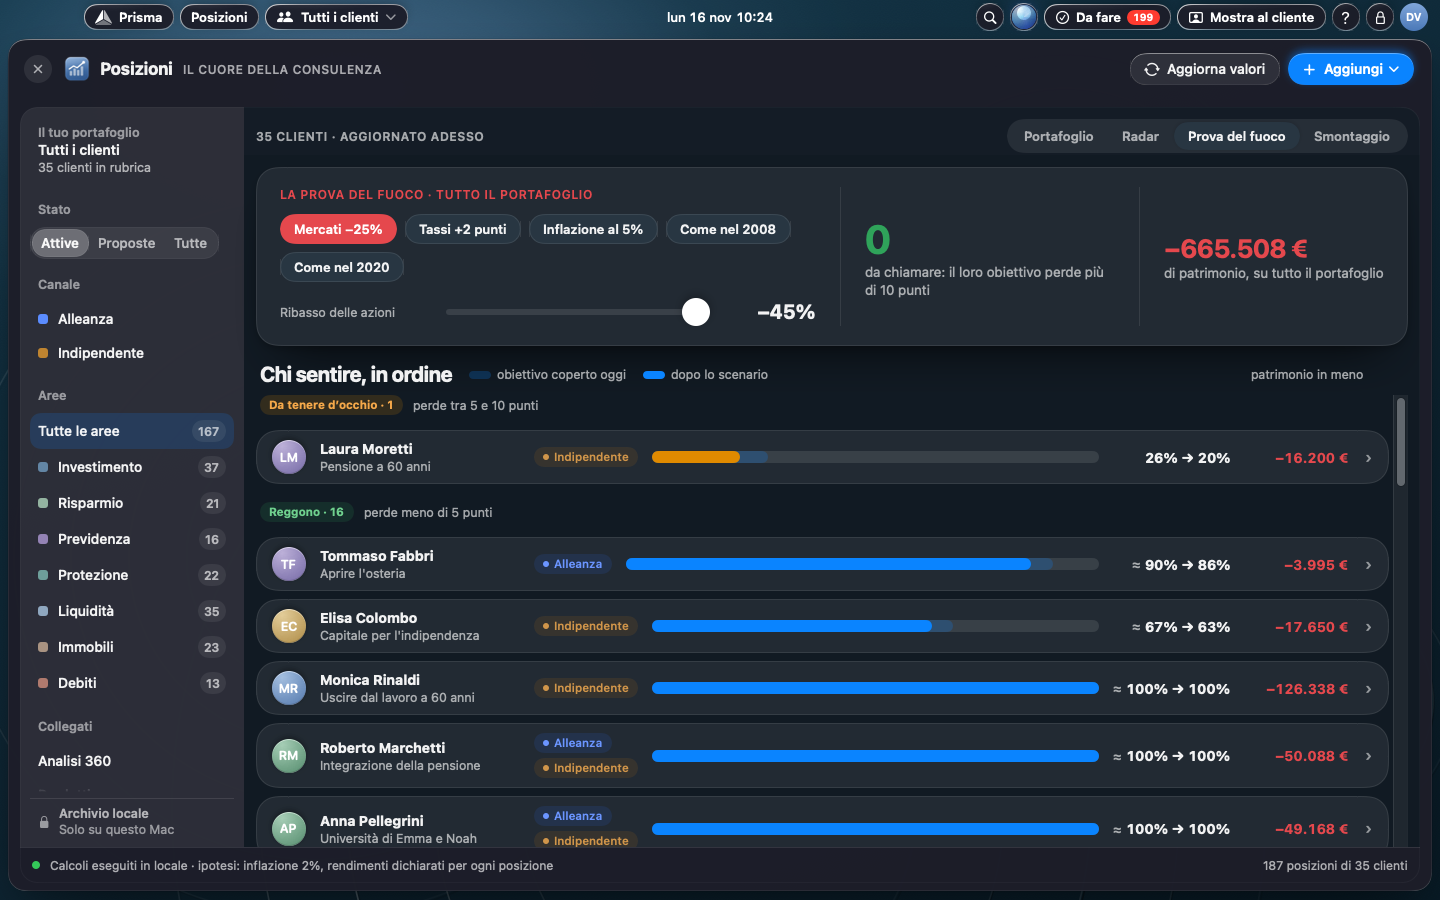 Prisma
Posizioni
Tutti i clienti
lun 16 nov 10:24
Da fare 199
Mostra al cliente
?
DV
Posizioni IL CUORE DELLA CONSULENZA
Aggiorna valori
+ Aggiungi
Il tuo portafoglio
Tutti i clienti
35 clienti in rubrica
Stato
Attive Proposte Tutte
Canale
Alleanza
Indipendente
Aree
Tutte le aree 167
Investimento 37
Risparmio 21
Previdenza 16
Protezione 22
Liquidità 35
Immobili 23
Debiti 13
Collegati
Analisi 360
Archivio locale
Solo su questo Mac
35 CLIENTI · AGGIORNATO ADESSO
Portafoglio Radar Prova del fuoco Smontaggio
LA PROVA DEL FUOCO · TUTTO IL PORTAFOGLIO
Mercati −25% Tassi +2 punti Inflazione al 5% Come nel 2008
Come nel 2020
Ribasso delle azioni −45%
0
da chiamare: il loro obiettivo perde più
di 10 punti
−665.508 €
di patrimonio, su tutto il portafoglio
Chi sentire, in ordine obiettivo coperto oggi dopo lo scenario patrimonio in meno
Da tenere d'occhio · 1 perde tra 5 e 10 punti
Laura Moretti
Pensione a 60 anni
Indipendente
26% → 20%
−16.200 €
Reggono · 16 perde meno di 5 punti
Tommaso Fabbri
Aprire l'osteria
Alleanza
≈ 90% → 86%
−3.995 €
Elisa Colombo
Capitale per l'indipendenza
Indipendente
≈ 67% → 63%
−17.650 €
Monica Rinaldi
Uscire dal lavoro a 60 anni
Indipendente
≈ 100% → 100%
−126.338 €
Roberto Marchetti
Integrazione della pensione
Alleanza
Indipendente
≈ 100% → 100%
−50.088 €
Anna Pellegrini
Università di Emma e Noah
Alleanza
Indipendente
≈ 100% → 100%
−49.168 €
LM
TF
EC
MR
RM
AP
Calcoli eseguiti in locale · ipotesi: inflazione 2%, rendimenti dichiarati per ogni posizione
187 posizioni di 35 clienti